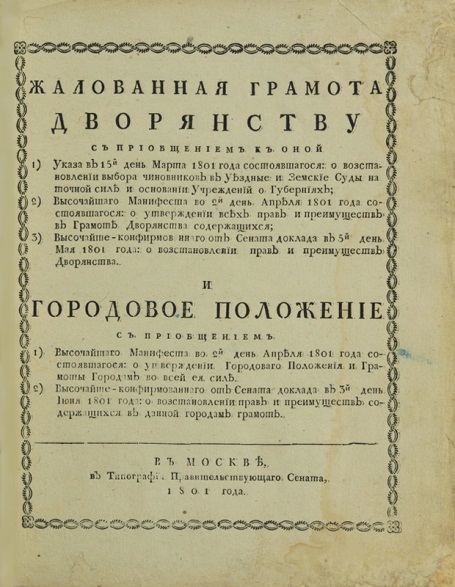 ЖАЛОВАННАЯ ГРАМОТА
ДВОРЯНСТВУ
СЪ ПРІОБЩЕНІЕМЪ КЪ ОНОЙ
1) Указа въ 15й день Марта 1801 года состоявшагося: о возста-
новленіи выбора чиновниковъ въ Уѣздные и Земскіе Суды на
точной силѣ и основаніи Учрежденій о Губерніяхъ;
2) Высочайшаго Манифеста во 2й день Апрѣля 1801 года со-
стоявшагося: о утвержденіи всѣхъ правъ и преимуществъ
въ Грамотѣ Дворянства содержащихся;
3) Высочайше-конфирмованнаго отъ Сената доклада въ 5й день
Мая 1801 года: о возстановленіи правъ и преимуществъ
Дворянства.
И
ГОРОДОВОЕ ПОЛОЖЕНІЕ
СЪ ПРІОБЩЕНІЕМЪ
1) Высочайшаго Манифеста во 2й день Апрѣля 1801 года со-
стоявшагося: о утвержденіи Городоваго Положенія и Гра-
моты Городамъ во всей ея силѣ.
2) Высочайше-конфирмованного отъ Сената доклада въ 3й день
Іюня 1801 года: о возстановленіи правъ и преимуществъ со-
держащихся въ данной городамъ грамотѣ.
ВЪ МОСКВѢ,
въ Типографіи Правительствующаго Сената,
1801 года.